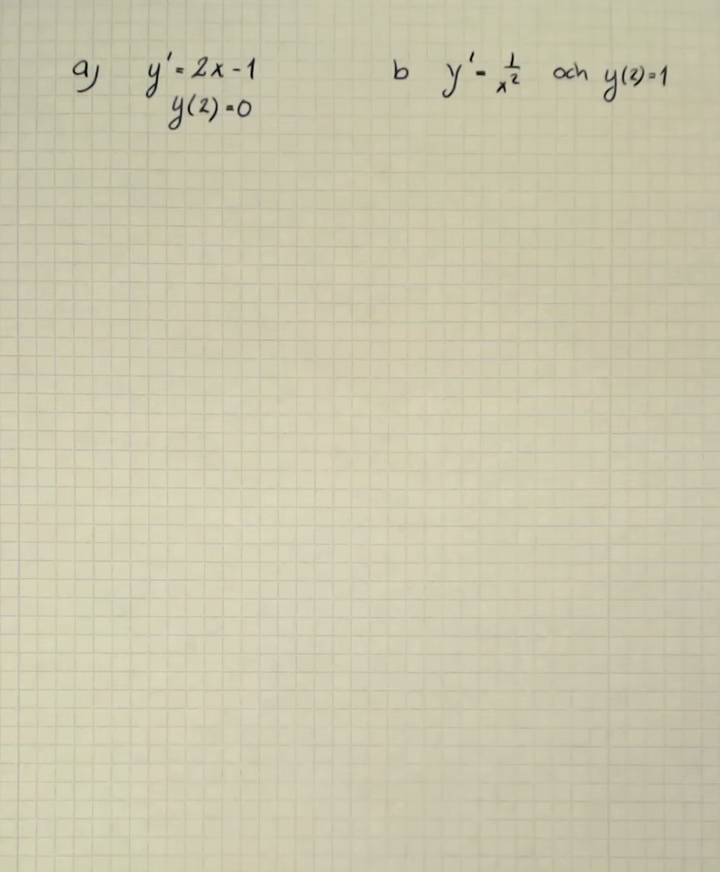 a) y' = 2x - 1
y(2) = 0
b y' = 1/x² och y(2) = 1